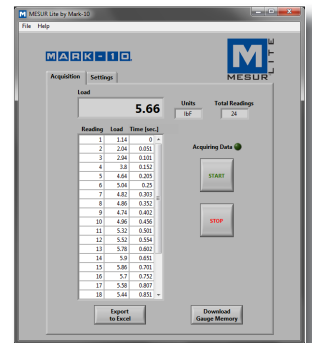 MESUR Lite by Mark-10
File Help
MARK-10
M
MESUR
LITE
Acquisition Settings
Load
5.66
Units
lbF
Total Readings
24
Reading Load Time [sec.]
1 1.14 0
2 2.04 0.051
3 2.94 0.101
4 3.8 0.152
5 4.64 0.205
6 5.04 0.25
7 4.82 0.303
8 4.86 0.352
9 4.74 0.402
10 4.96 0.456
11 5.32 0.501
12 5.52 0.554
13 5.78 0.602
14 5.9 0.651
15 5.86 0.701
16 5.7 0.752
17 5.58 0.807
18 5.44 0.851
Acquiring Data
START
STOP
Export
to Excel
Download
Gauge Memory